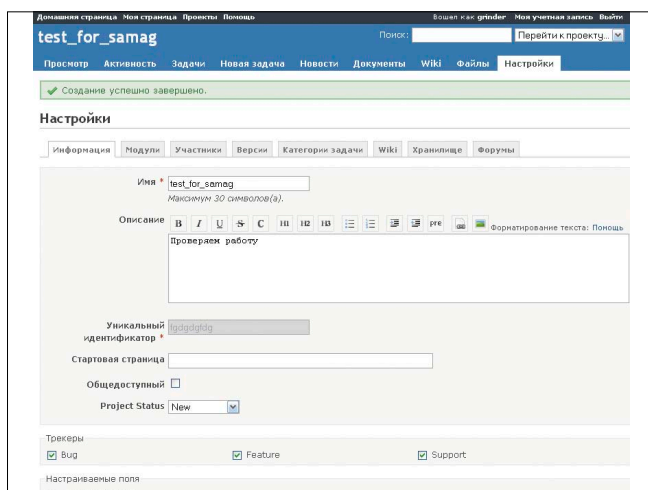 Домашняя страница Моя страница Проекты Помощь Вошел как grinder Моя учетная запись Выйти
test_for_samag Поиск: Перейти к проекту...
Просмотр Активность Задачи Новая задача Новости Документы Wiki Файлы Настройки
Создание успешно завершено.
Настройки
Информация Модули Участники Версии Категории задачи Wiki Хранилище Форумы
Имя * test_for_samag
Максимум 30 символов(а).
Описание B I U S C H1 H2 H3 pre Форматирование текста: Помощь
Проверяем работу
Уникальный
идентификатор * fgdgdgfdg
Стартовая страница
Общедоступный
Project Status New
Трекеры
Bug Feature Support
Настраиваемые поля